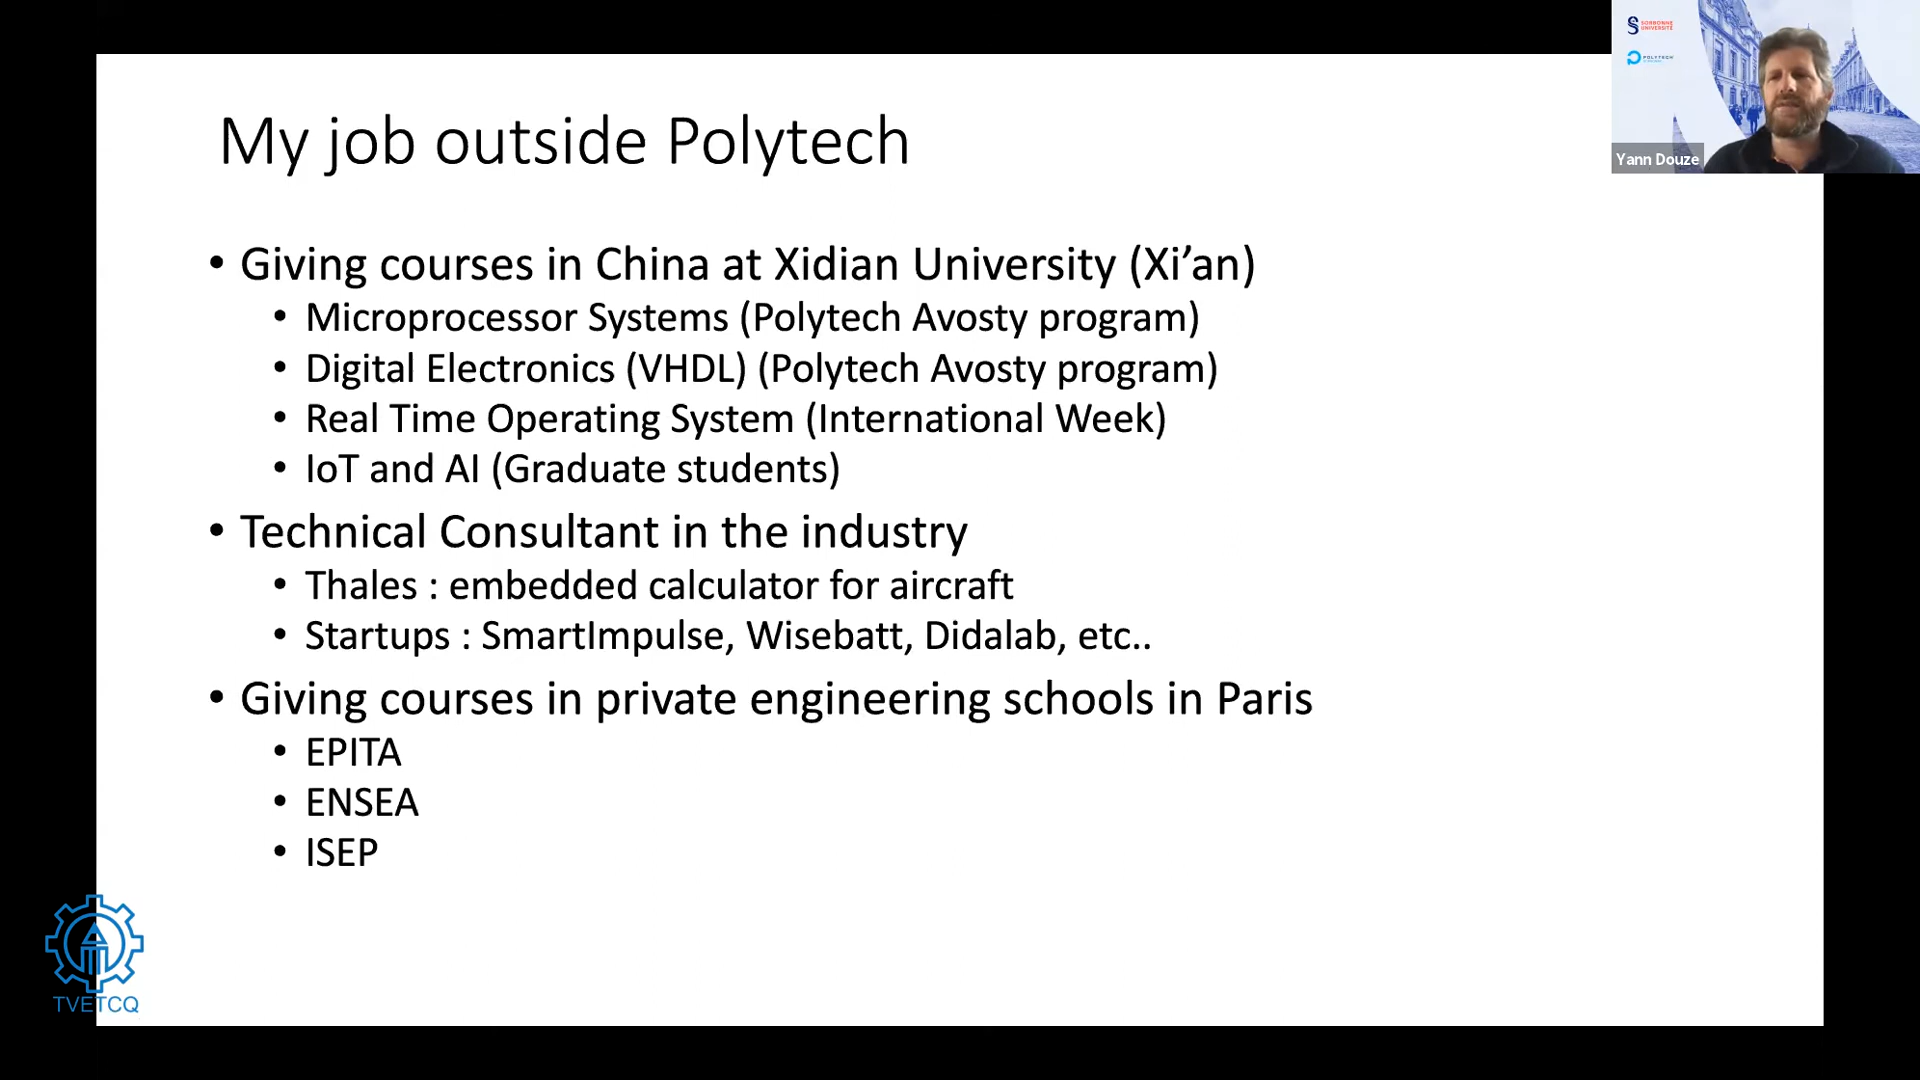 SORBONNE
UNIVERSITÉ
POLYTECH
Yann Douze
My job outside Polytech
• Giving courses in China at Xidian University (Xi’an)
• Microprocessor Systems (Polytech Avosty program)
• Digital Electronics (VHDL) (Polytech Avosty program)
• Real Time Operating System (International Week)
• IoT and AI (Graduate students)
• Technical Consultant in the industry
• Thales : embedded calculator for aircraft
• Startups : SmartImpulse, Wisebatt, Didalab, etc..
• Giving courses in private engineering schools in Paris
• EPITA
• ENSEA
• ISEP
TVETCQ